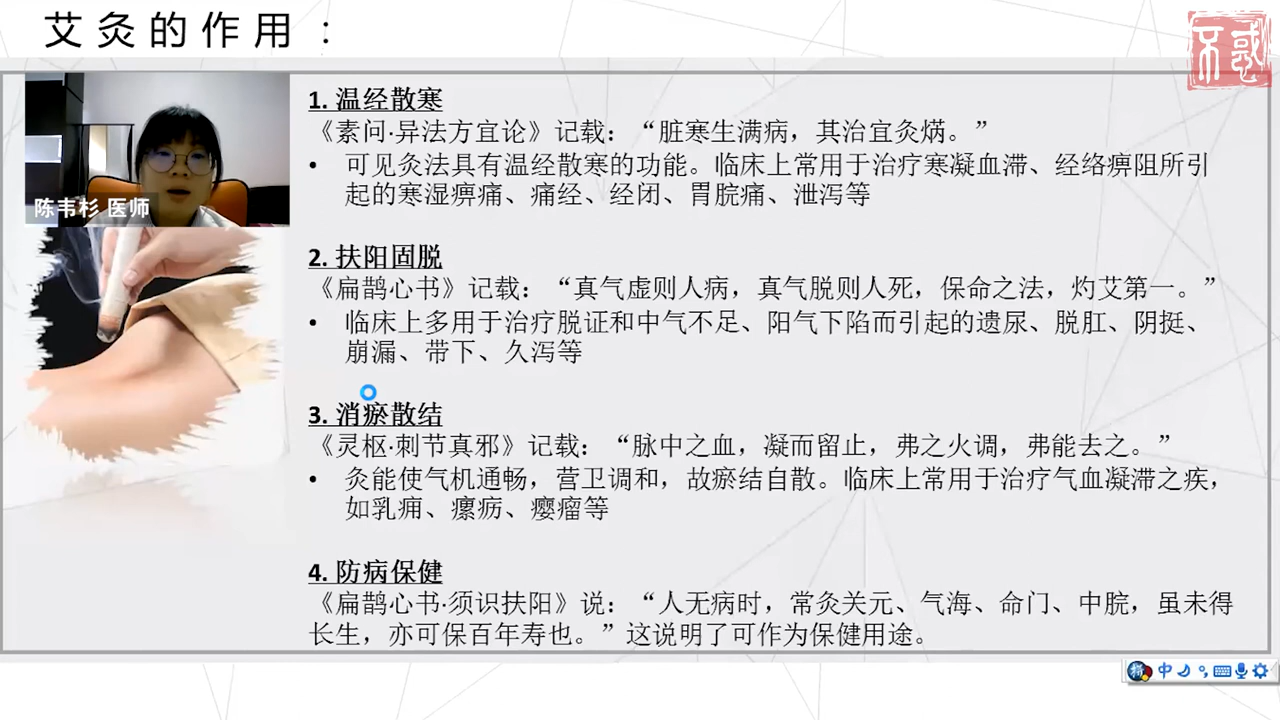 艾灸的作用：
不惑
陈韦杉 医师
1. 温经散寒
《素问·异法方宜论》记载：“脏寒生满病，其治宜灸焫。”
• 可见灸法具有温经散寒的功能。临床上常用于治疗寒凝血滞、经络痹阻所引
起的寒湿痹痛、痛经、经闭、胃脘痛、泄泻等
2. 扶阳固脱
《扁鹊心书》记载：“真气虚则人病，真气脱则人死，保命之法，灼艾第一。”
• 临床上多用于治疗脱证和中气不足、阳气下陷而引起的遗尿、脱肛、阴挺、
崩漏、带下、久泻等
3. 消瘀散结
《灵枢·刺节真邪》记载：“脉中之血，凝而留止，弗之火调，弗能去之。”
• 灸能使气机通畅，营卫调和，故瘀结自散。临床上常用于治疗气血凝滞之疾，
如乳痈、瘰疬、瘿瘤等
4. 防病保健
《扁鹊心书·须识扶阳》说：“人无病时，常灸关元、气海、命门、中脘，虽未得
长生，亦可保百年寿也。”这说明了可作为保健用途。
中